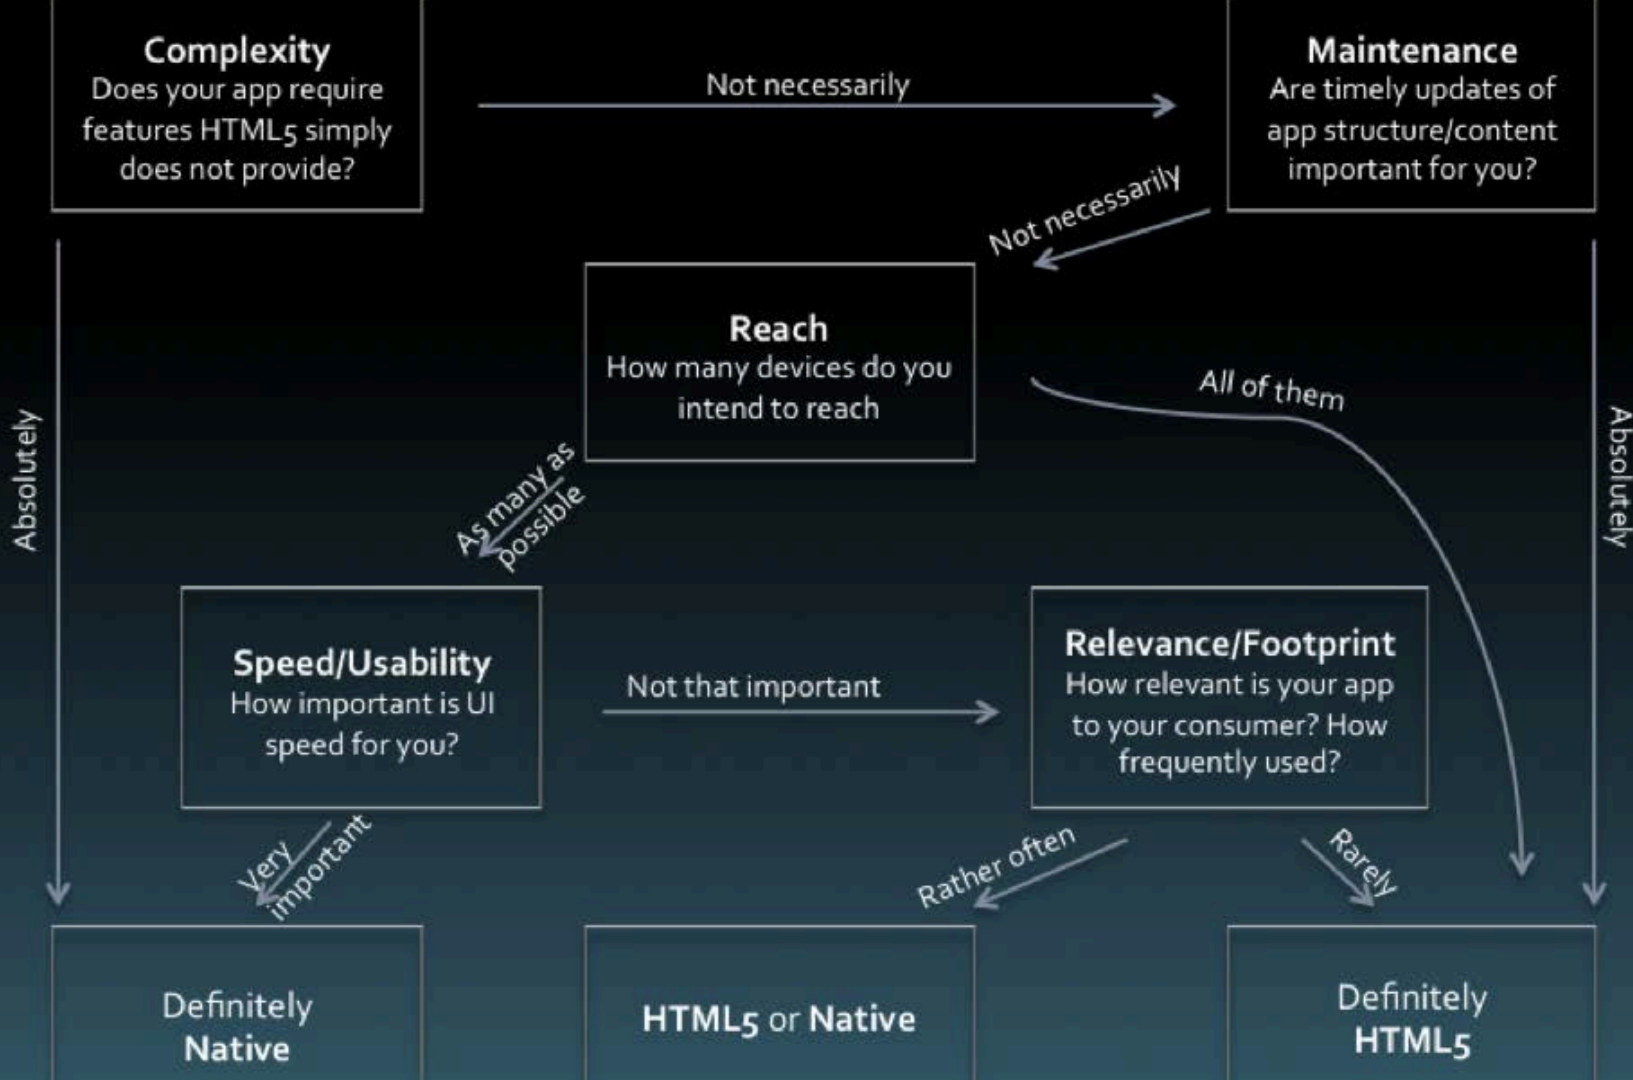 Complexity
Does your app require
features HTML5 simply
does not provide?
Not necessarily
Maintenance
Are timely updates of
app structure/content
important for you?
Not necessarily
Reach
How many devices do you
intend to reach
All of them
Absolutely
Absolutely
As many as
possible
Speed/Usability
How important is UI
speed for you?
Not that important
Relevance/Footprint
How relevant is your app
to your consumer? How
frequently used?
Very
important
Rather often
Rarely
Definitely
Native
HTML5 or Native
Definitely
HTML5